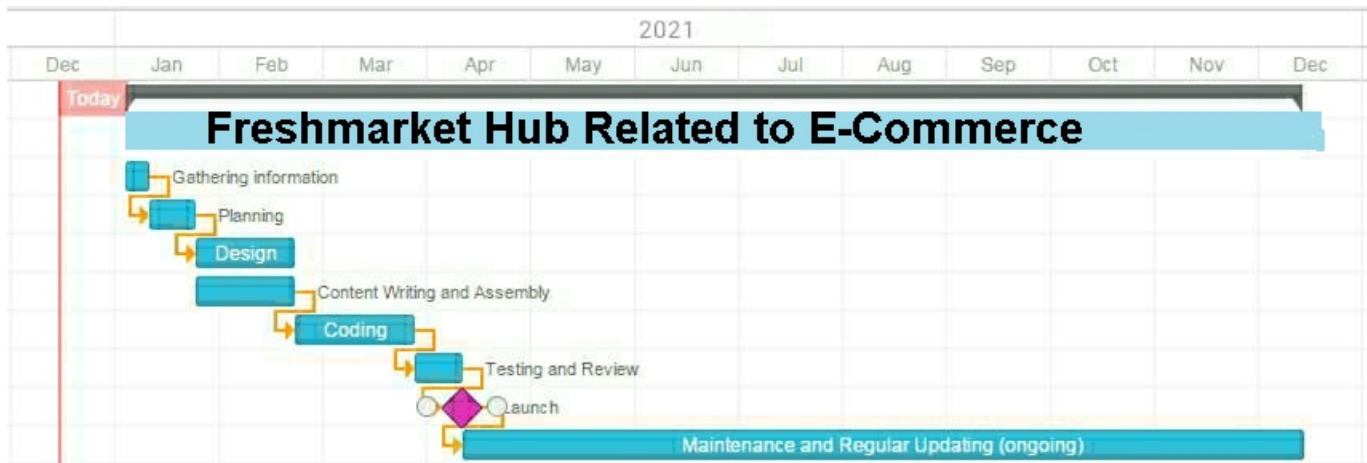 2021
Dec Jan Feb Mar Apr May Jun Jul Aug Sep Oct Nov Dec
Today
Freshmarket Hub Related to E-Commerce
Gathering information
Planning
Design
Content Writing and Assembly
Coding
Testing and Review
Launch
Maintenance and Regular Updating (ongoing)